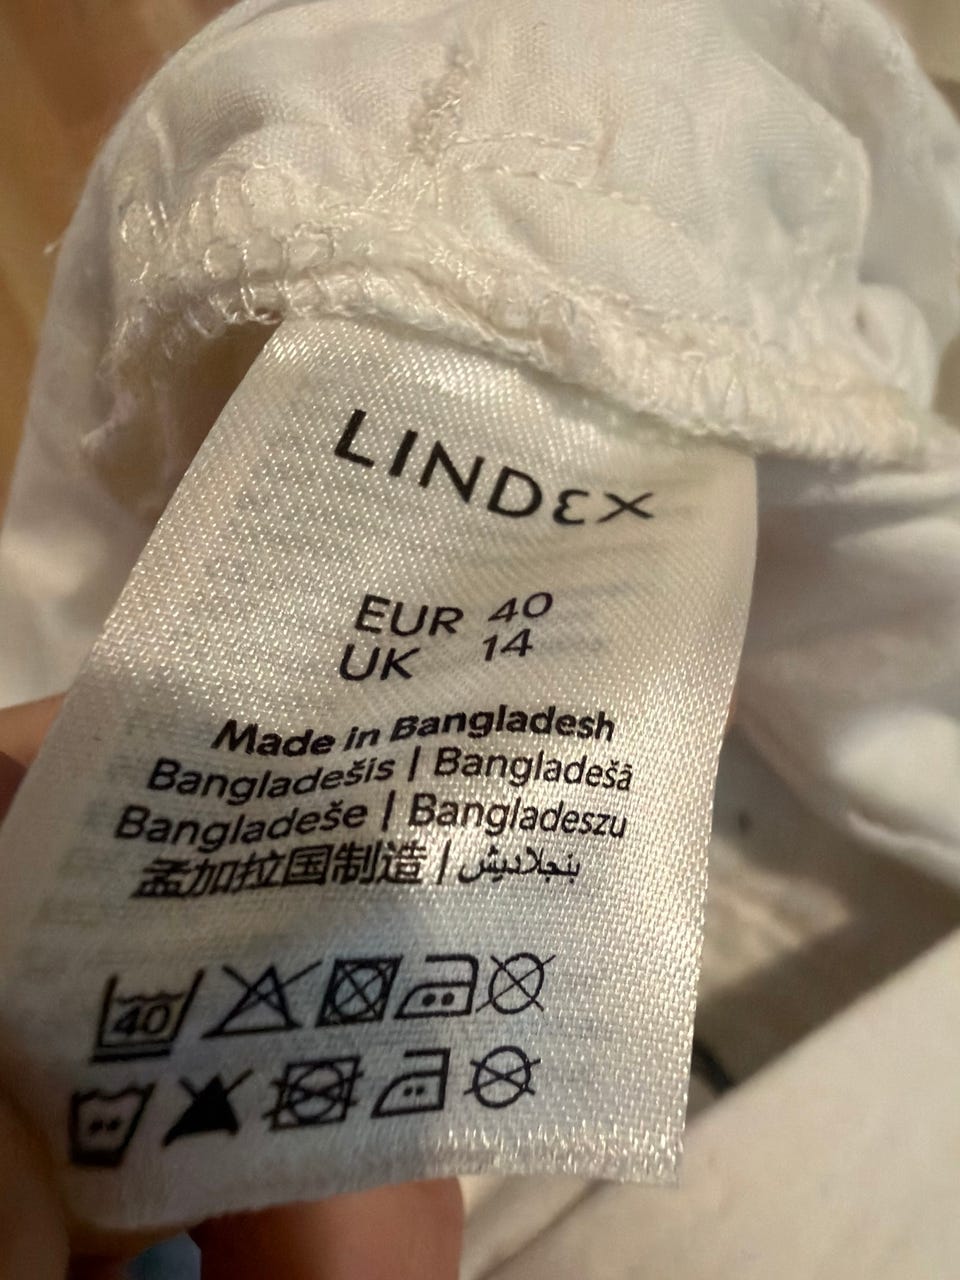 LINDEX
EUR 40
UK 14
Made in Bangladesh
Bangladešis | Bangladešā
Bangladeše | Bangladeszu
孟加拉国制造 | بنجلاديش
40